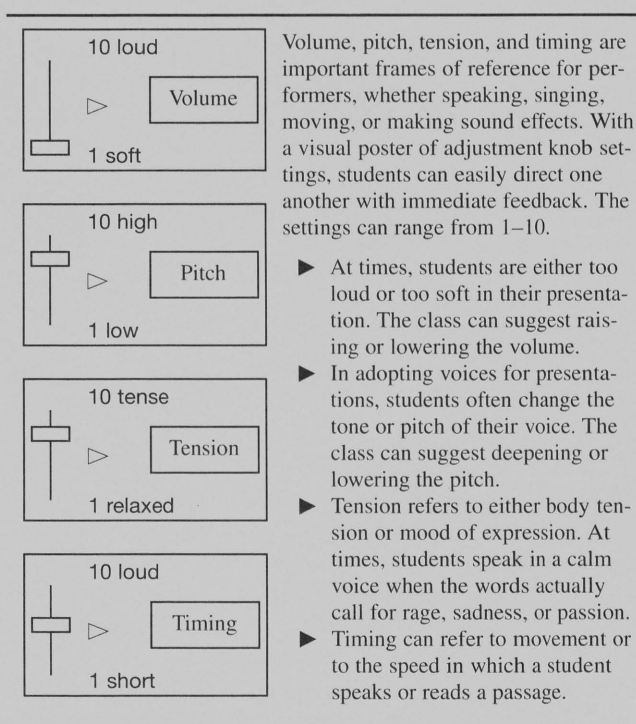 10 loud
Volume
1 soft
10 high
Pitch
1 low
10 tense
Tension
1 relaxed
10 loud
Timing
1 short
Volume, pitch, tension, and timing are
important frames of reference for per-
formers, whether speaking, singing,
moving, or making sound effects. With
a visual poster of adjustment knob set-
tings, students can easily direct one
another with immediate feedback. The
settings can range from 1–10.
▶ At times, students are either too
loud or too soft in their presenta-
tion. The class can suggest rais-
ing or lowering the volume.
▶ In adopting voices for presenta-
tions, students often change the
tone or pitch of their voice. The
class can suggest deepening or
lowering the pitch.
▶ Tension refers to either body ten-
sion or mood of expression. At
times, students speak in a calm
voice when the words actually
call for rage, sadness, or passion.
▶ Timing can refer to movement or
to the speed in which a student
speaks or reads a passage.